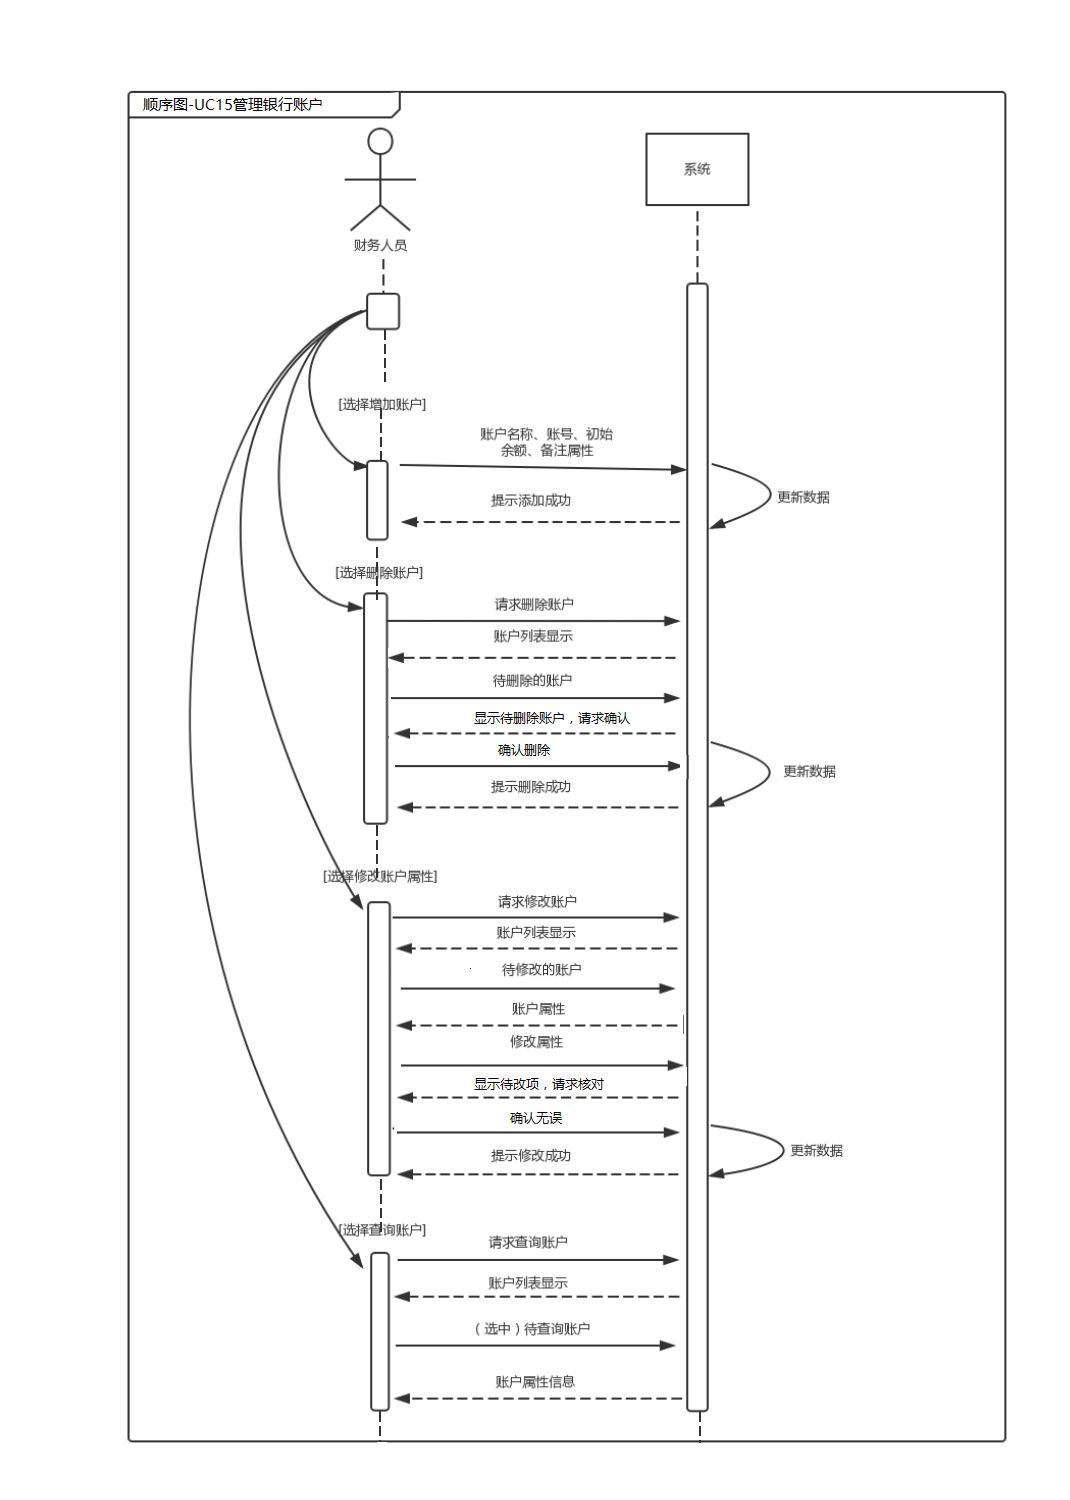 顺序图-UC15管理银行账户
系统
财务人员
[选择增加账户]
账户名称、账号、初始
余额、备注属性
提示添加成功
更新数据
[选择删除账户]
请求删除账户
账户列表显示
待删除的账户
显示待删除账户，请求确认
确认删除
更新数据
提示删除成功
[选择修改账户属性]
请求修改账户
账户列表显示
待修改的账户
账户属性
修改属性
显示待改项，请求核对
确认无误
更新数据
提示修改成功
[选择查询账户]
请求查询账户
账户列表显示
（选中）待查询账户
账户属性信息